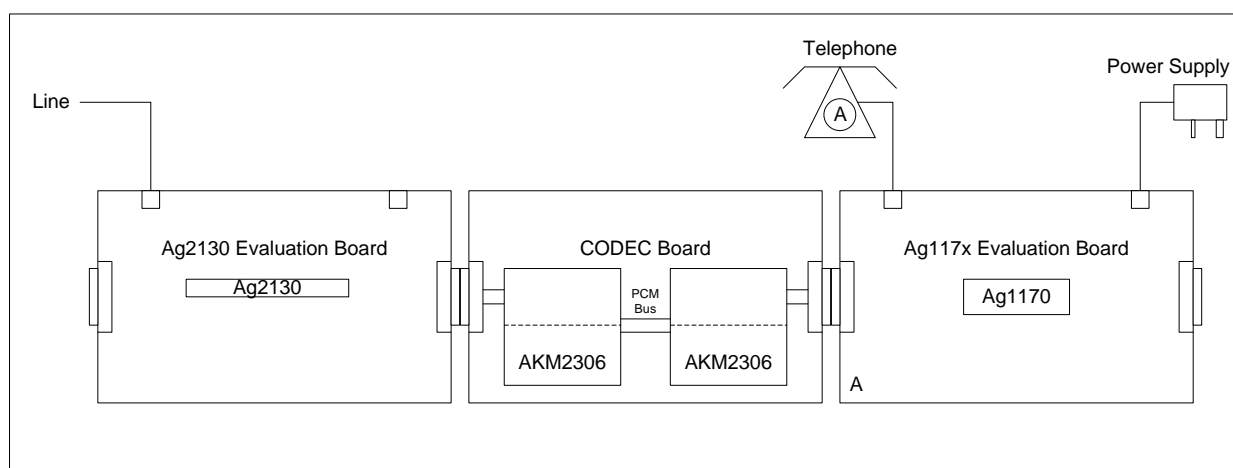 Telephone
Power Supply
Line
A
Ag2130 Evaluation Board
CODEC Board
Ag117x Evaluation Board
Ag2130
PCM
Bus
Ag1170
AKM2306
AKM2306
A